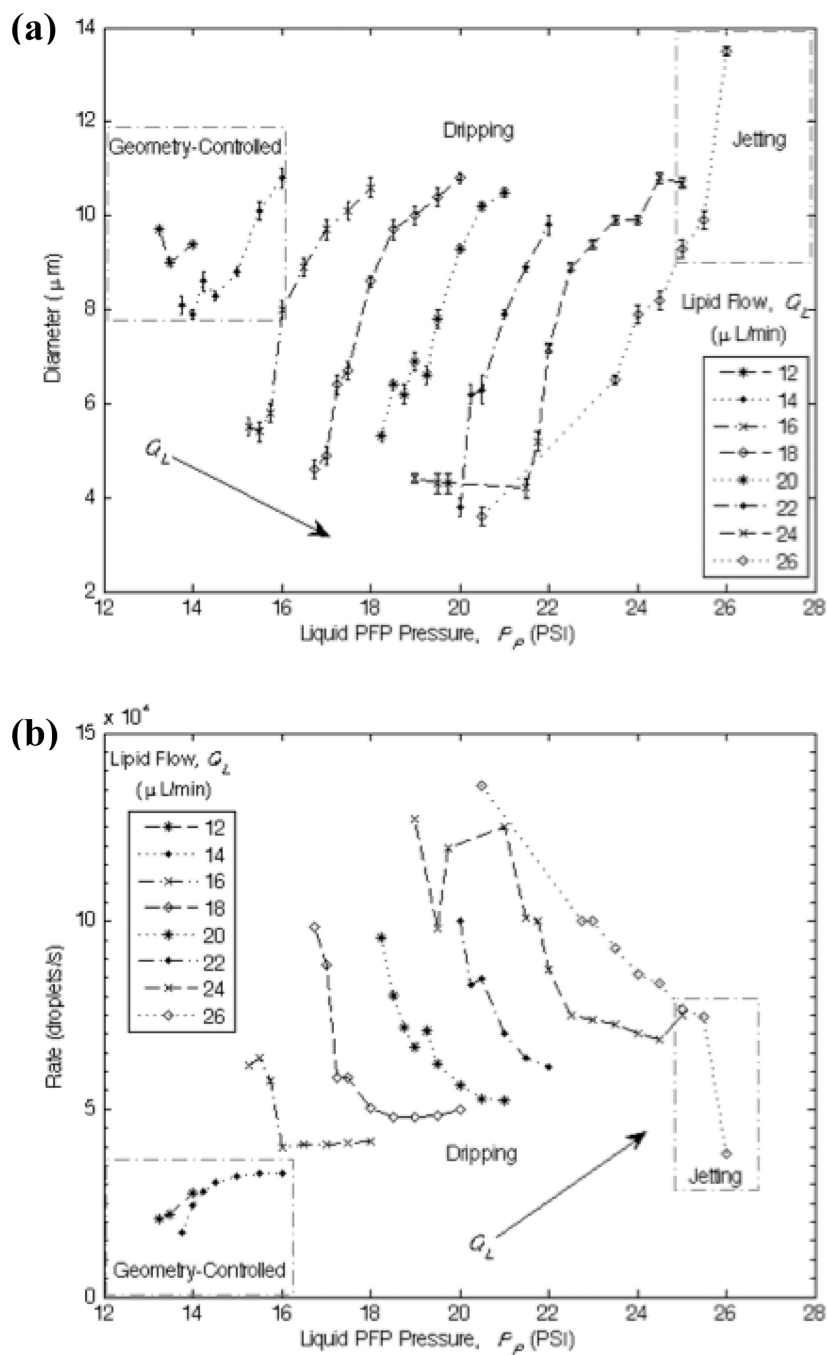 (a)
14
12
10
8
6
4
2
Diameter (μm)
Geometry-Controlled
Dripping
Jetting
G_L
Lipid Flow, G_L
(μL/min)
12
14
16
18
20
22
24
26
12 14 16 18 20 22 24 26 28
Liquid PFP Pressure, P_P (PSI)
(b)
x 10⁴
15
10
5
0
Rate (droplets/s)
Lipid Flow, G_L
(μL/min)
12
14
16
18
20
22
24
26
Dripping
Jetting
G_L
Geometry-Controlled
12 14 16 18 20 22 24 26 28
Liquid PFP Pressure, P_P (PSI)